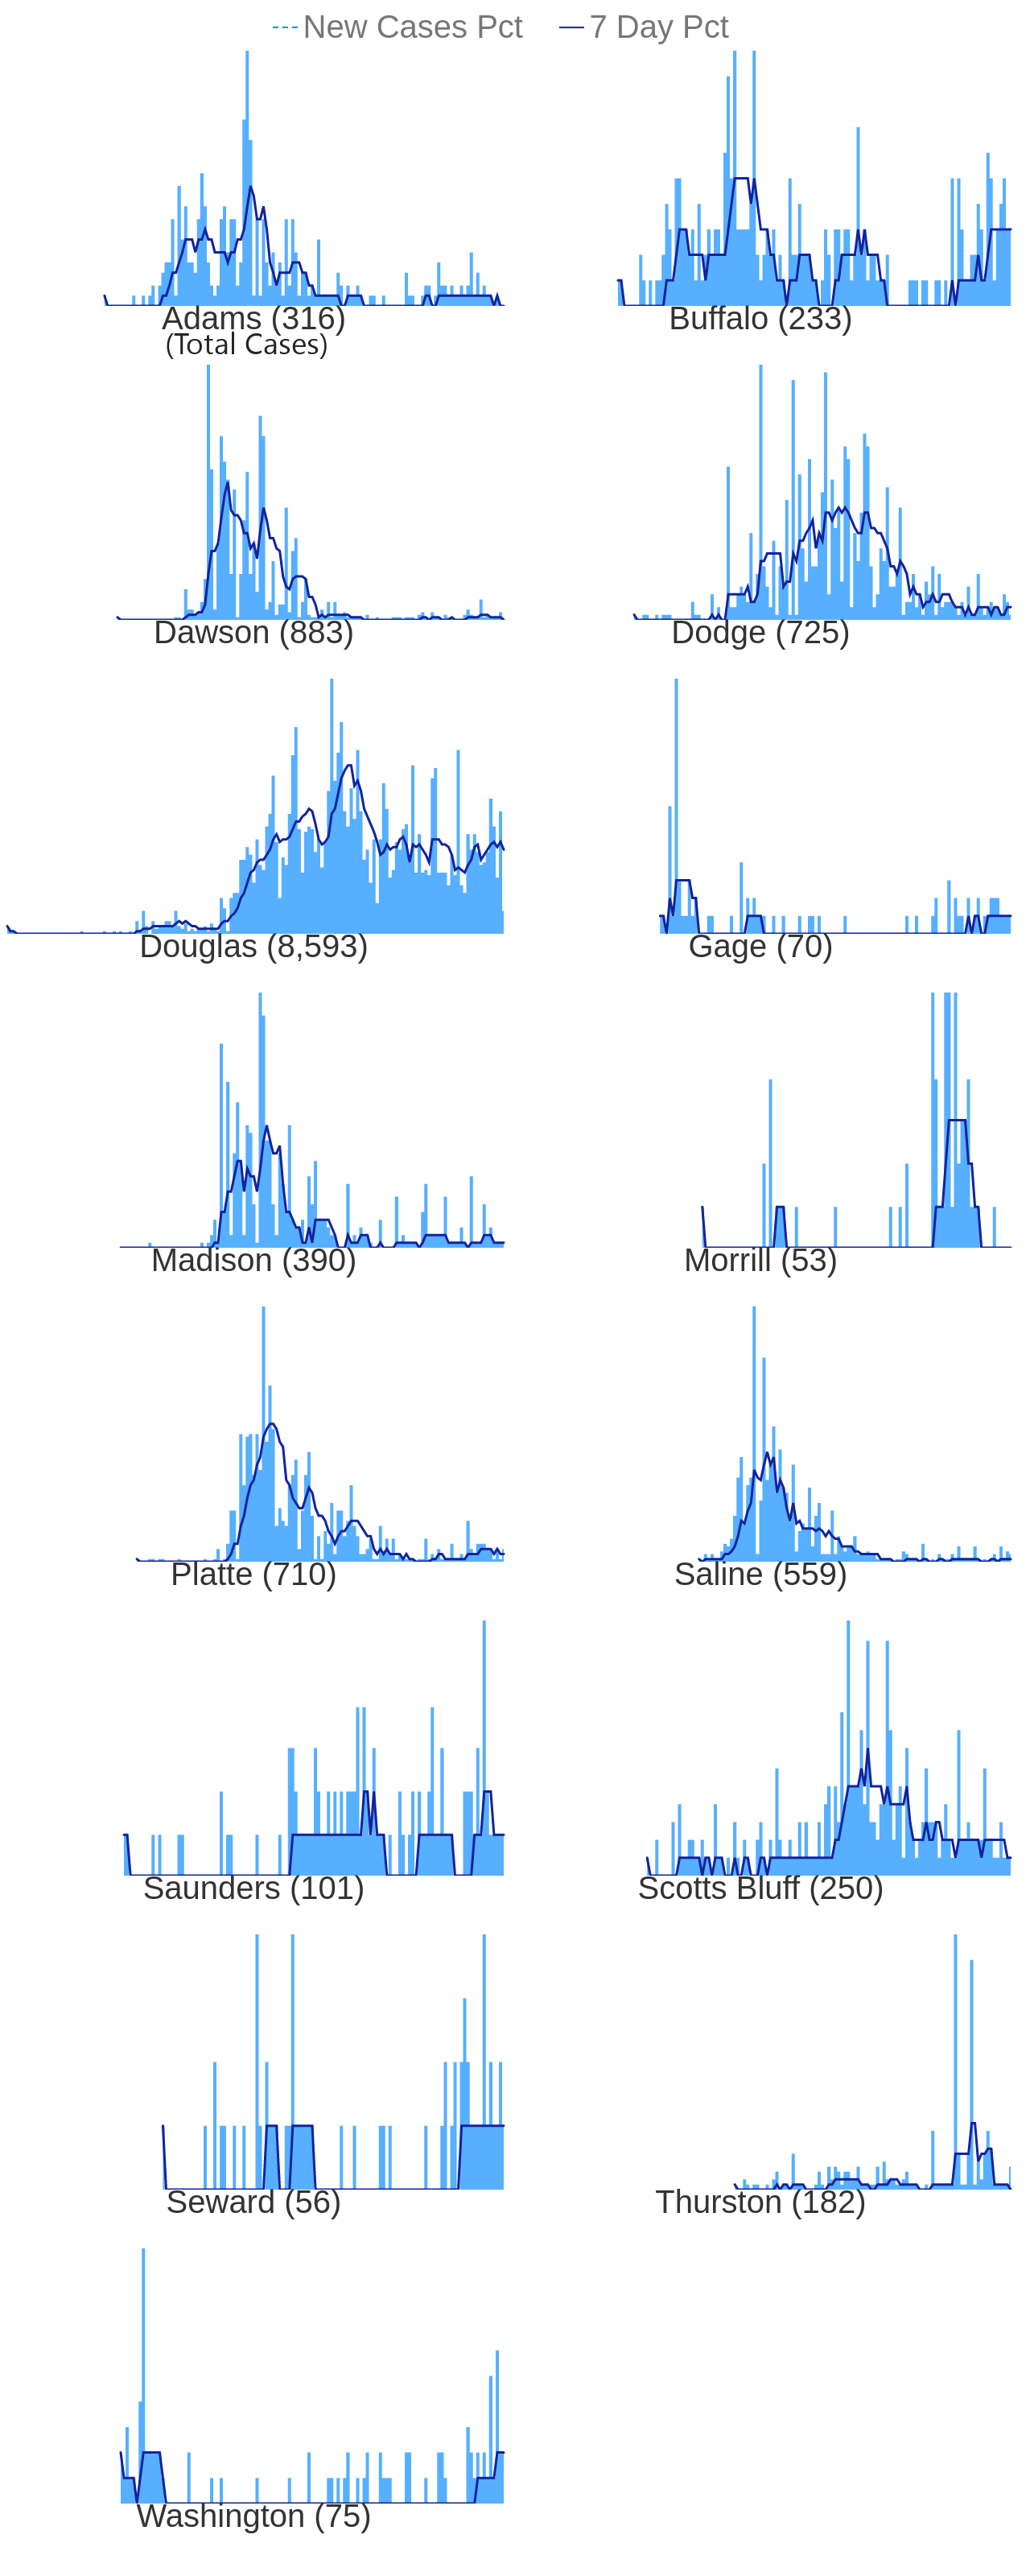 New Cases Pct 7 Day Pct
Adams (316) Buffalo (233)
(Total Cases)
Dawson (883) Dodge (725)
Douglas (8,593) Gage (70)
Madison (390) Morrill (53)
Platte (710) Saline (559)
Saunders (101) Scotts Bluff (250)
Seward (56) Thurston (182)
Washington (75)